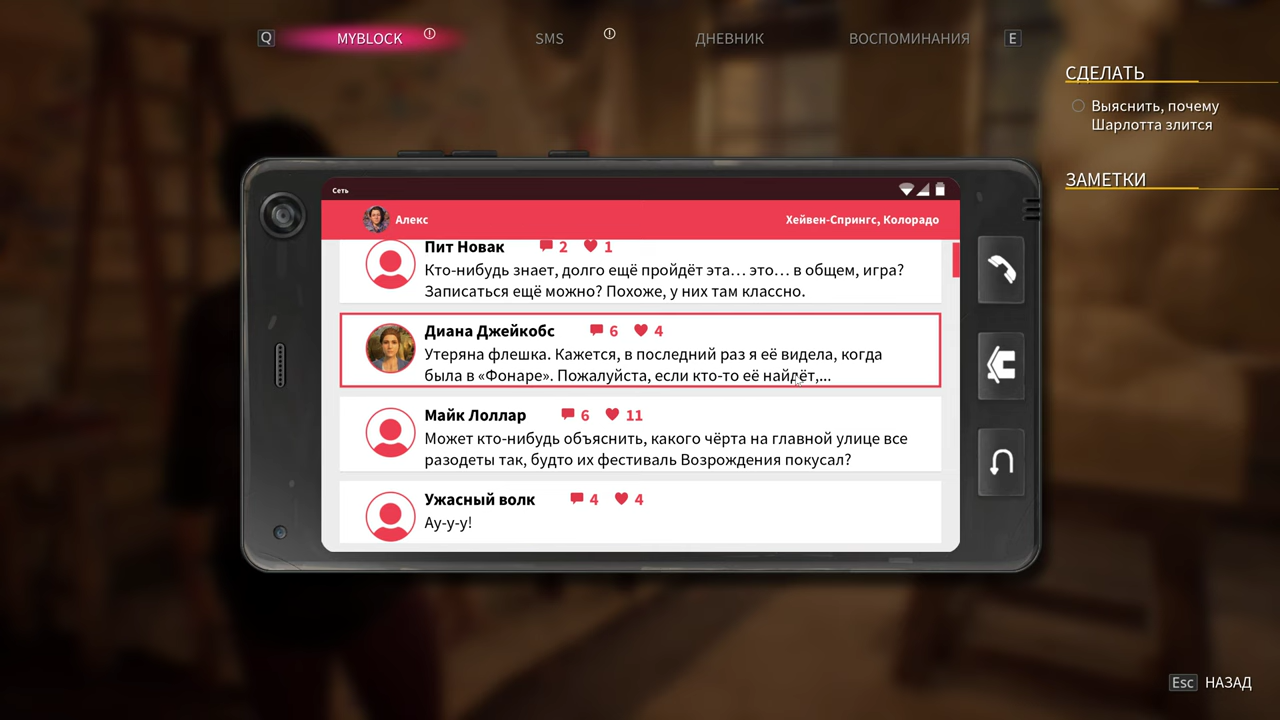 Q
MYBLOCK
SMS
ДНЕВНИК
ВОСПОМИНАНИЯ
E
СДЕЛАТЬ
Выяснить, почему
Шарлотта злится
ЗАМЕТКИ
Сеть
Алекс
Хейвен-Спрингс, Колорадо
Пит Новак 2 1
Кто-нибудь знает, долго ещё пройдёт эта… это… в общем, игра?
Записаться ещё можно? Похоже, у них там классно.
Диана Джейкобс 6 4
Утеряна флешка. Кажется, в последний раз я её видела, когда
была в «Фонаре». Пожалуйста, если кто-то её найдёт,...
Майк Лоллар 6 11
Может кто-нибудь объяснить, какого чёрта на главной улице все
разодеты так, будто их фестиваль Возрождения покусал?
Ужасный волк 4 4
Ау-у-у!
Esc НАЗАД